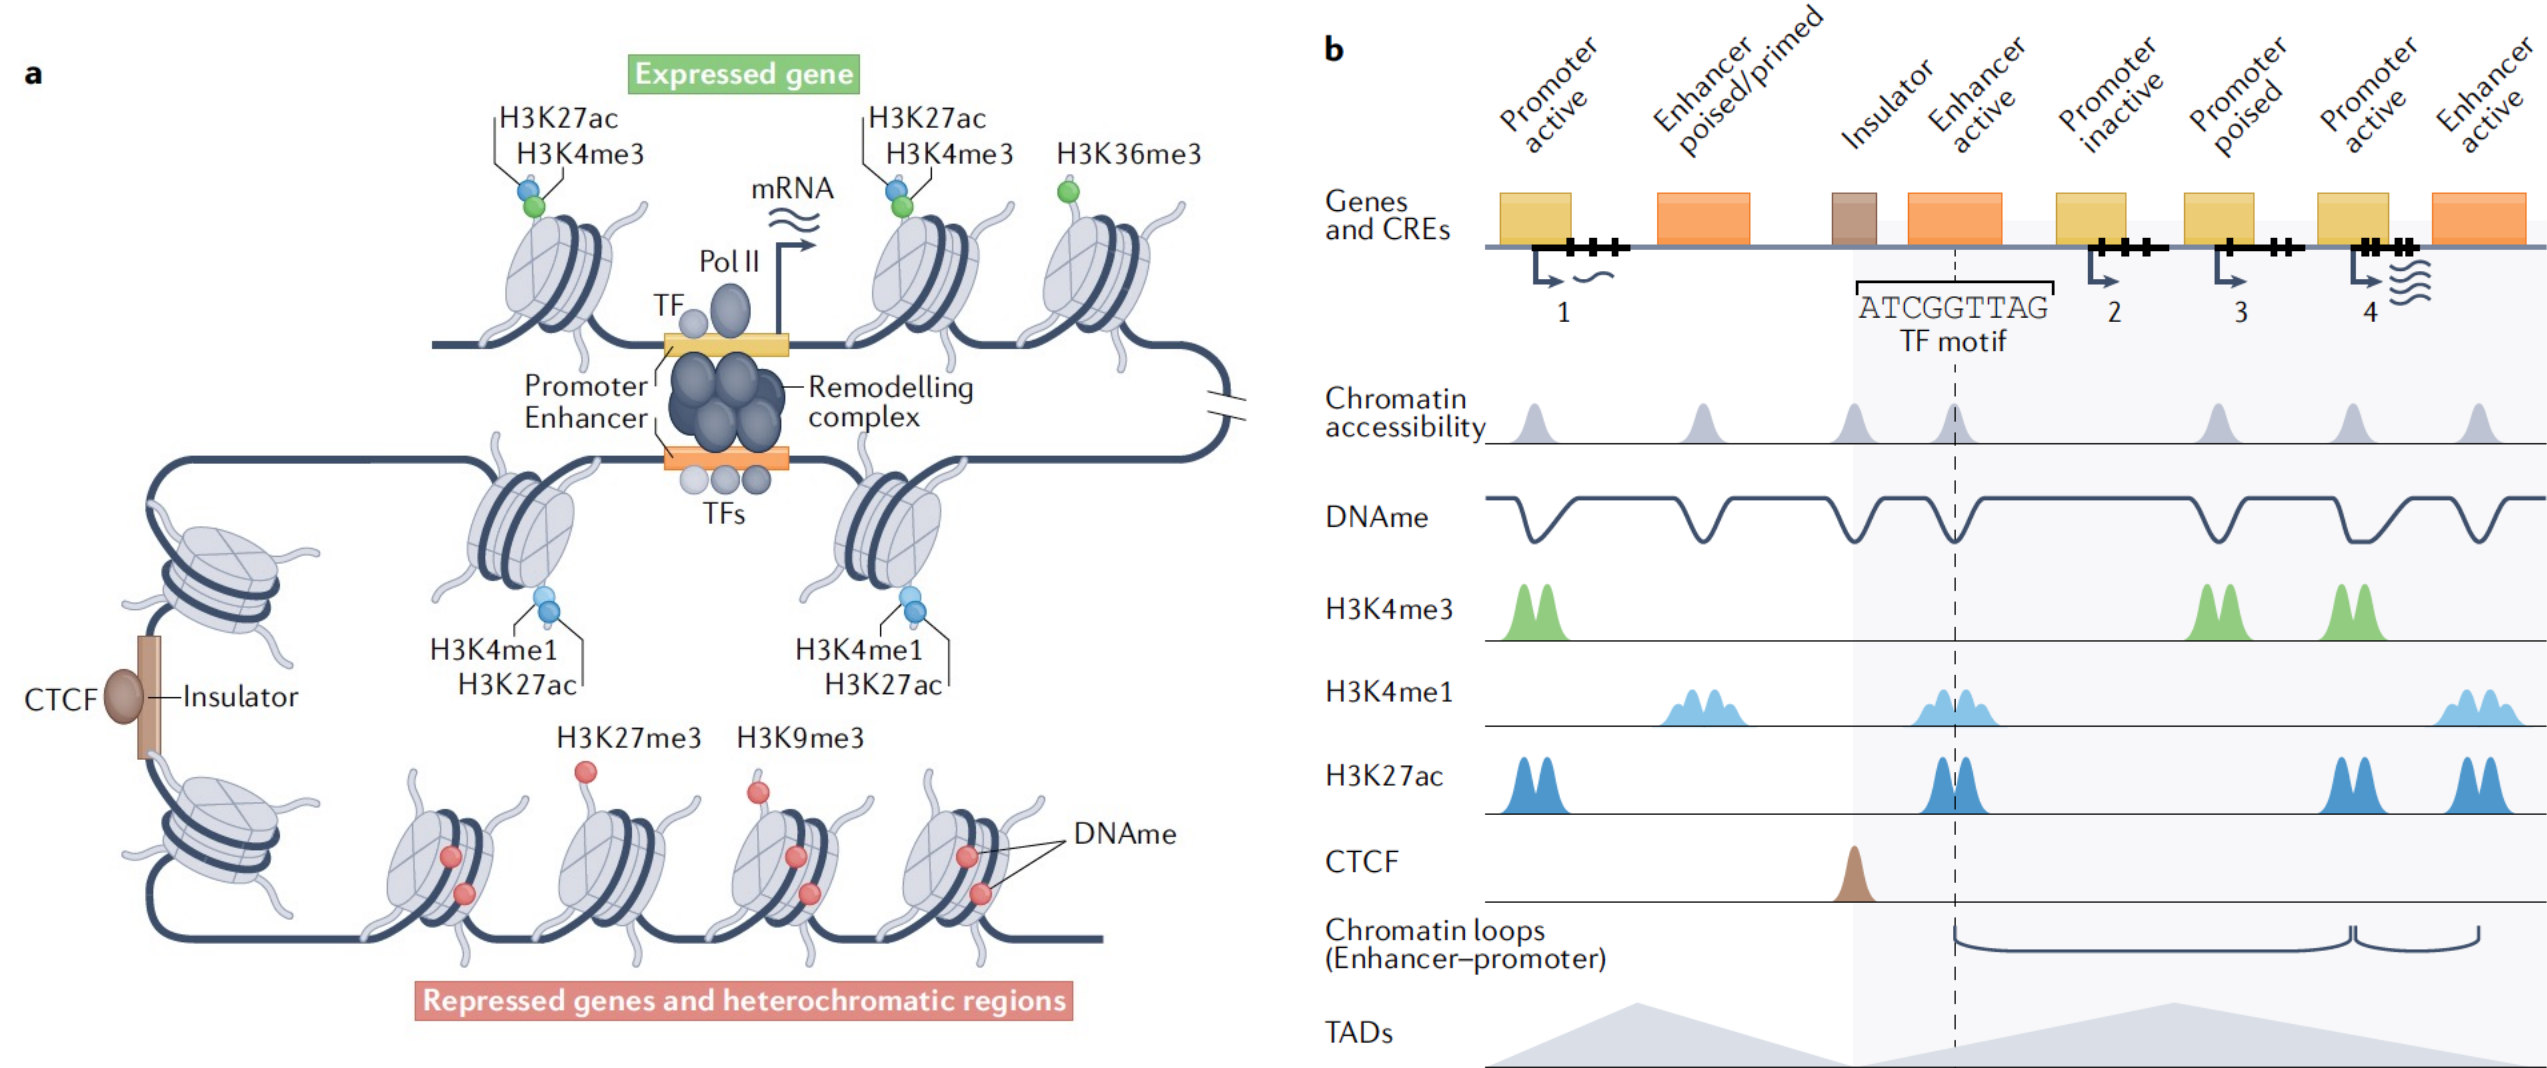 a
Expressed gene
H3K27ac
H3K4me3
H3K27ac
H3K4me3
H3K36me3
mRNA
Pol II
TF
Promoter
Enhancer
Remodelling
complex
TFs
CTCF
Insulator
H3K4me1
H3K27ac
H3K4me1
H3K27ac
H3K27me3
H3K9me3
DNAme
Repressed genes and heterochromatic regions
b
Promoter
active
Enhancer
poised/primed
Insulator
Enhancer
active
Promoter
inactive
Promoter
poised
Promoter
active
Enhancer
active
Genes
and CREs
1
2
3
4
ATCGGTTAG
TF motif
Chromatin
accessibility
DNAme
H3K4me3
H3K4me1
H3K27ac
CTCF
Chromatin loops
(Enhancer–promoter)
TADs